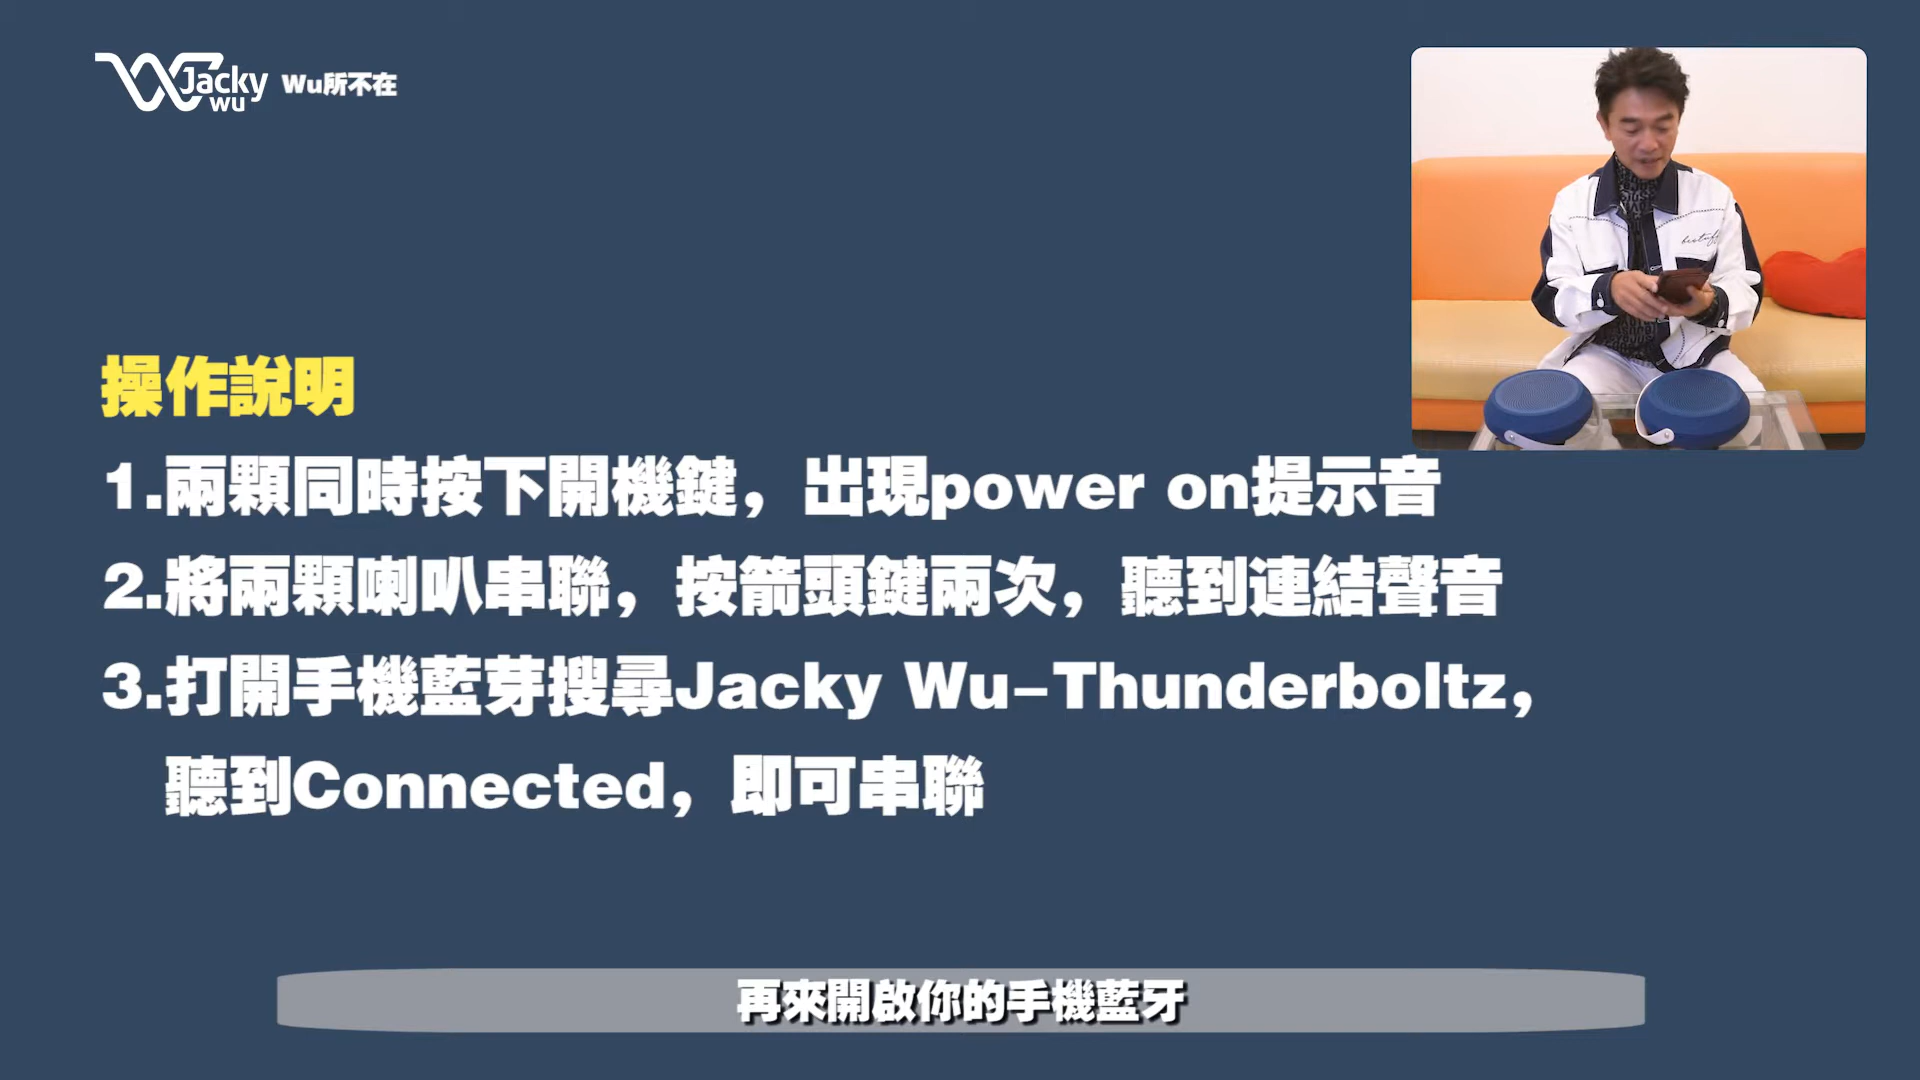 Jacky
wu
Wu所不在
操作說明
1.兩顆同時按下開機鍵，出現power on提示音
2.將兩顆喇叭串聯，按箭頭鍵兩次，聽到連結聲音
3.打開手機藍芽搜尋Jacky Wu-Thunderboltz，
聽到Connected，即可串聯
再來開啟你的手機藍牙